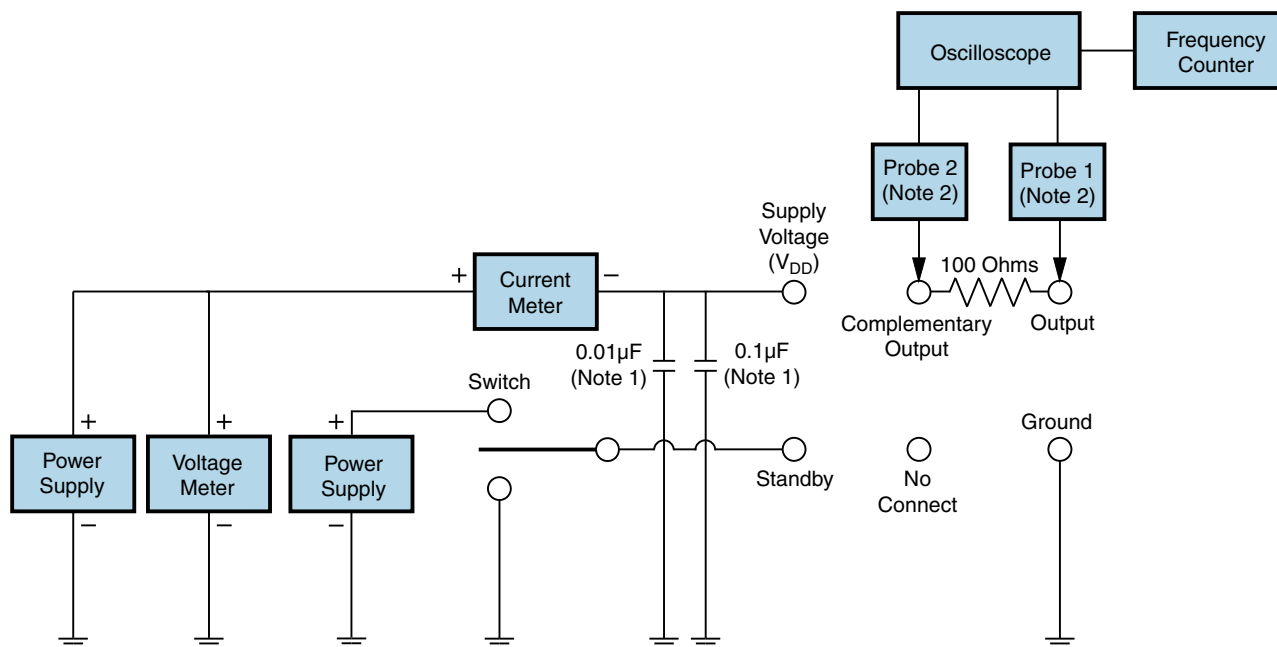 Oscilloscope
Frequency
Counter
Probe 2
(Note 2)
Probe 1
(Note 2)
Supply
Voltage
(VDD)
100 Ohms
+
Current
Meter
−
Complementary
Output
Output
0.01µF
(Note 1)
0.1µF
(Note 1)
Switch
+
Power
Supply
−
+
Voltage
Meter
−
+
Power
Supply
−
Standby
No
Connect
Ground